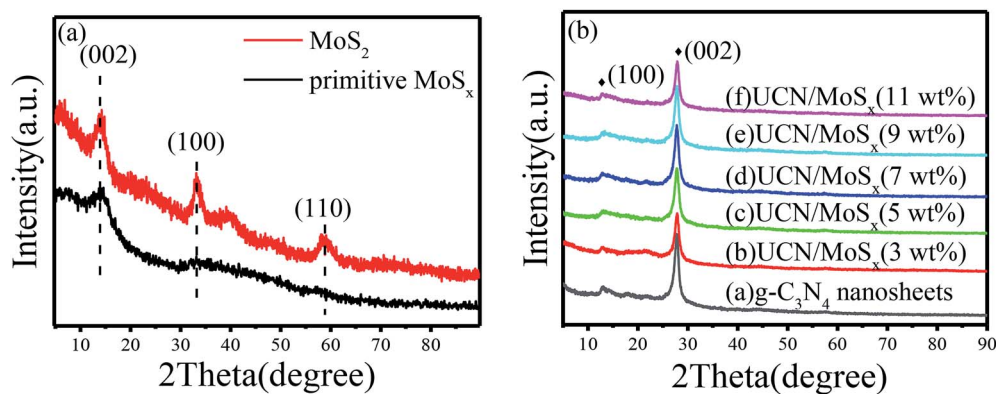 (a)
MoS₂
primitive MoSₓ
(002)
(100)
(110)
Intensity(a.u.)
10 20 30 40 50 60 70 80
2Theta(degree)
(b)
(002)
(100)
(f)UCN/MoSₓ(11 wt%)
(e)UCN/MoSₓ(9 wt%)
(d)UCN/MoSₓ(7 wt%)
(c)UCN/MoSₓ(5 wt%)
(b)UCN/MoSₓ(3 wt%)
(a)g-C₃N₄ nanosheets
Intensity(a.u.)
10 20 30 40 50 60 70 80 90
2Theta(degree)